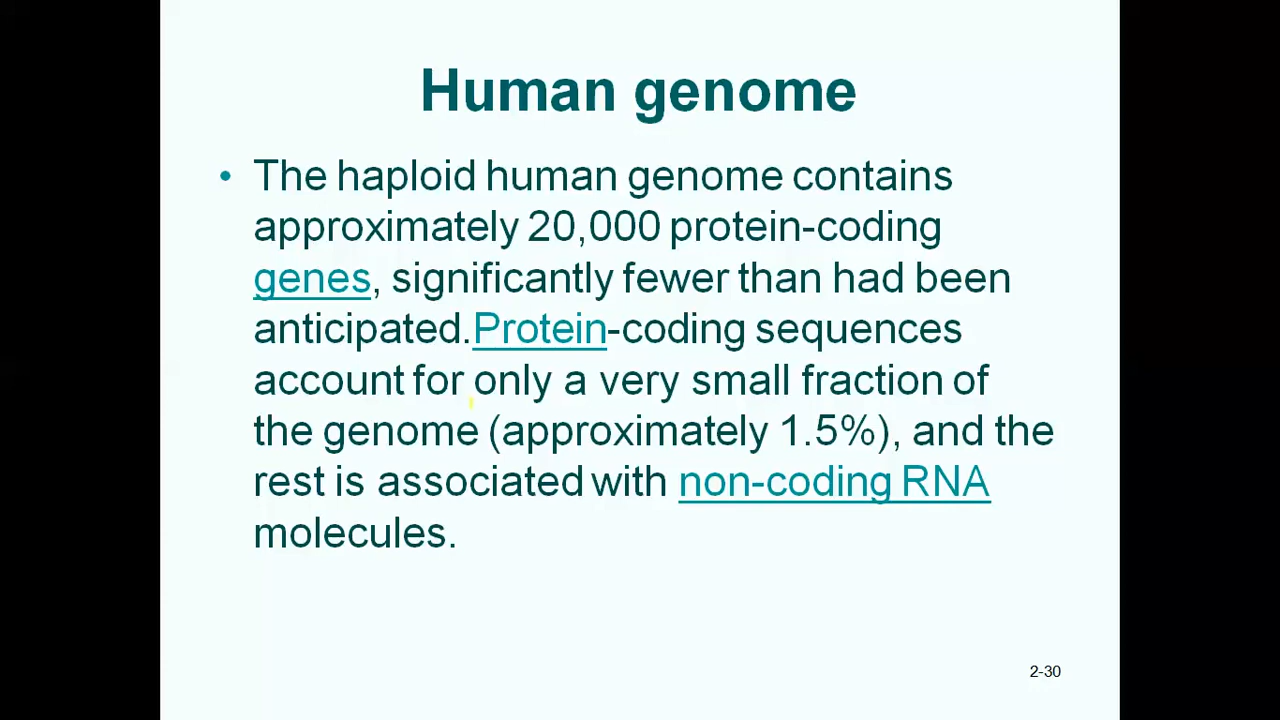 Human genome
• The haploid human genome contains
approximately 20,000 protein-coding
genes, significantly fewer than had been
anticipated.Protein-coding sequences
account for only a very small fraction of
the genome (approximately 1.5%), and the
rest is associated with non-coding RNA
molecules.
2-30